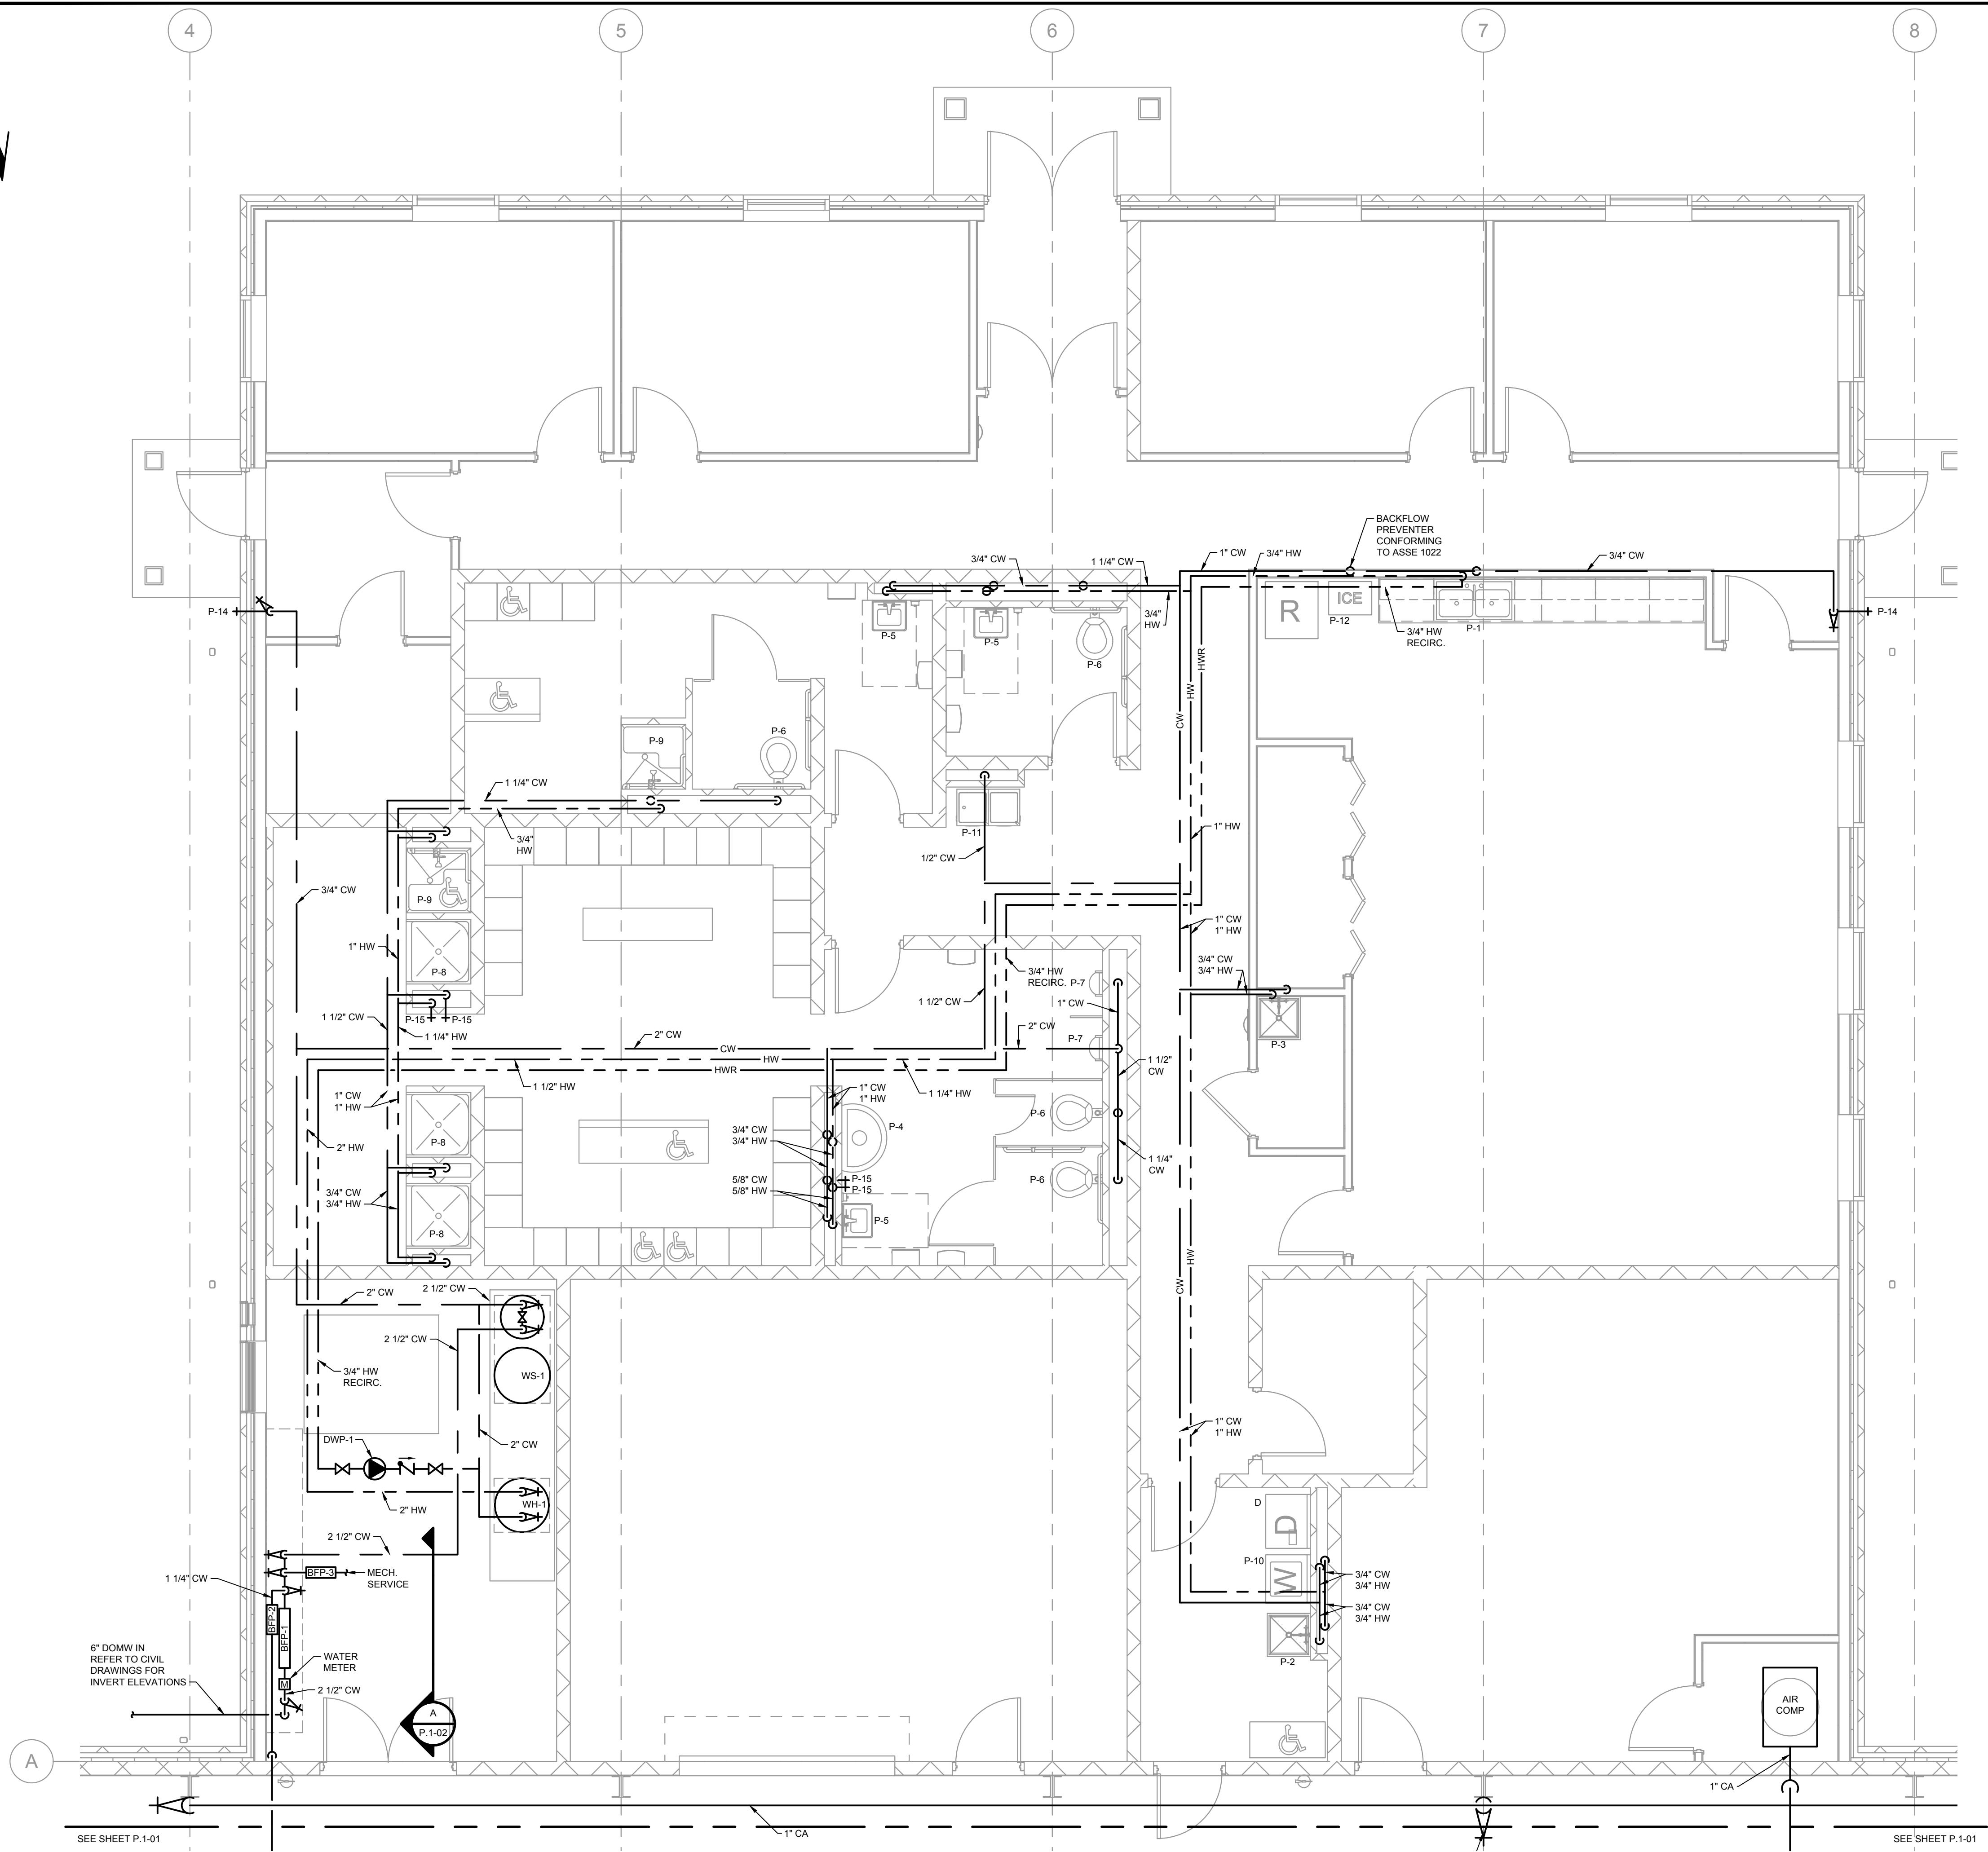 4
5
6
7
8
BACKFLOW
PREVENTER
CONFORMING
TO ASSE 1022
1" CW
3/4" HW
3/4" CW
3/4" CW
1 1/4" CW
3/4"
HW
P-14
P-14
P-5
P-5
P-6
R
ICE
P-12
P-1
3/4" HW
RECIRC.
HWR
HW
CW
P-9
P-6
1 1/4" CW
3/4"
HW
P-11
1/2" CW
1" HW
3/4" CW
P-9
1" HW
P-8
P-15
P-15
1 1/2" CW
1 1/4" HW
1" CW
1" HW
3/4" CW
3/4" HW
3/4" HW
RECIRC.
P-7
1 1/2" CW
1" CW
2" CW
P-7
P-3
2" CW
CW
HW
HWR
1 1/2" HW
1 1/4" HW
1 1/2"
CW
1" CW
1" HW
1" CW
1" HW
P-4
P-6
3/4" CW
3/4" HW
P-8
2" HW
1 1/4"
CW
P-6
5/8" CW
5/8" HW
P-15
P-15
3/4" CW
3/4" HW
P-5
P-8
HW
CW
2" CW
2 1/2" CW
2 1/2" CW
3/4" HW
RECIRC.
WS-1
1" CW
1" HW
DWP-1
2" CW
WH-1
2" HW
D
D
2 1/2" CW
P-10
W
BFP-3
MECH.
SERVICE
1 1/4" CW
3/4" CW
3/4" HW
3/4" CW
3/4" HW
BFP-2
BFP-1
6" DOMW IN
REFER TO CIVIL
DRAWINGS FOR
INVERT ELEVATIONS
WATER
METER
M
2 1/2" CW
P-2
A
P.1-02
AIR
COMP
A
1" CA
1" CA
SEE SHEET P.1-01
SEE SHEET P.1-01